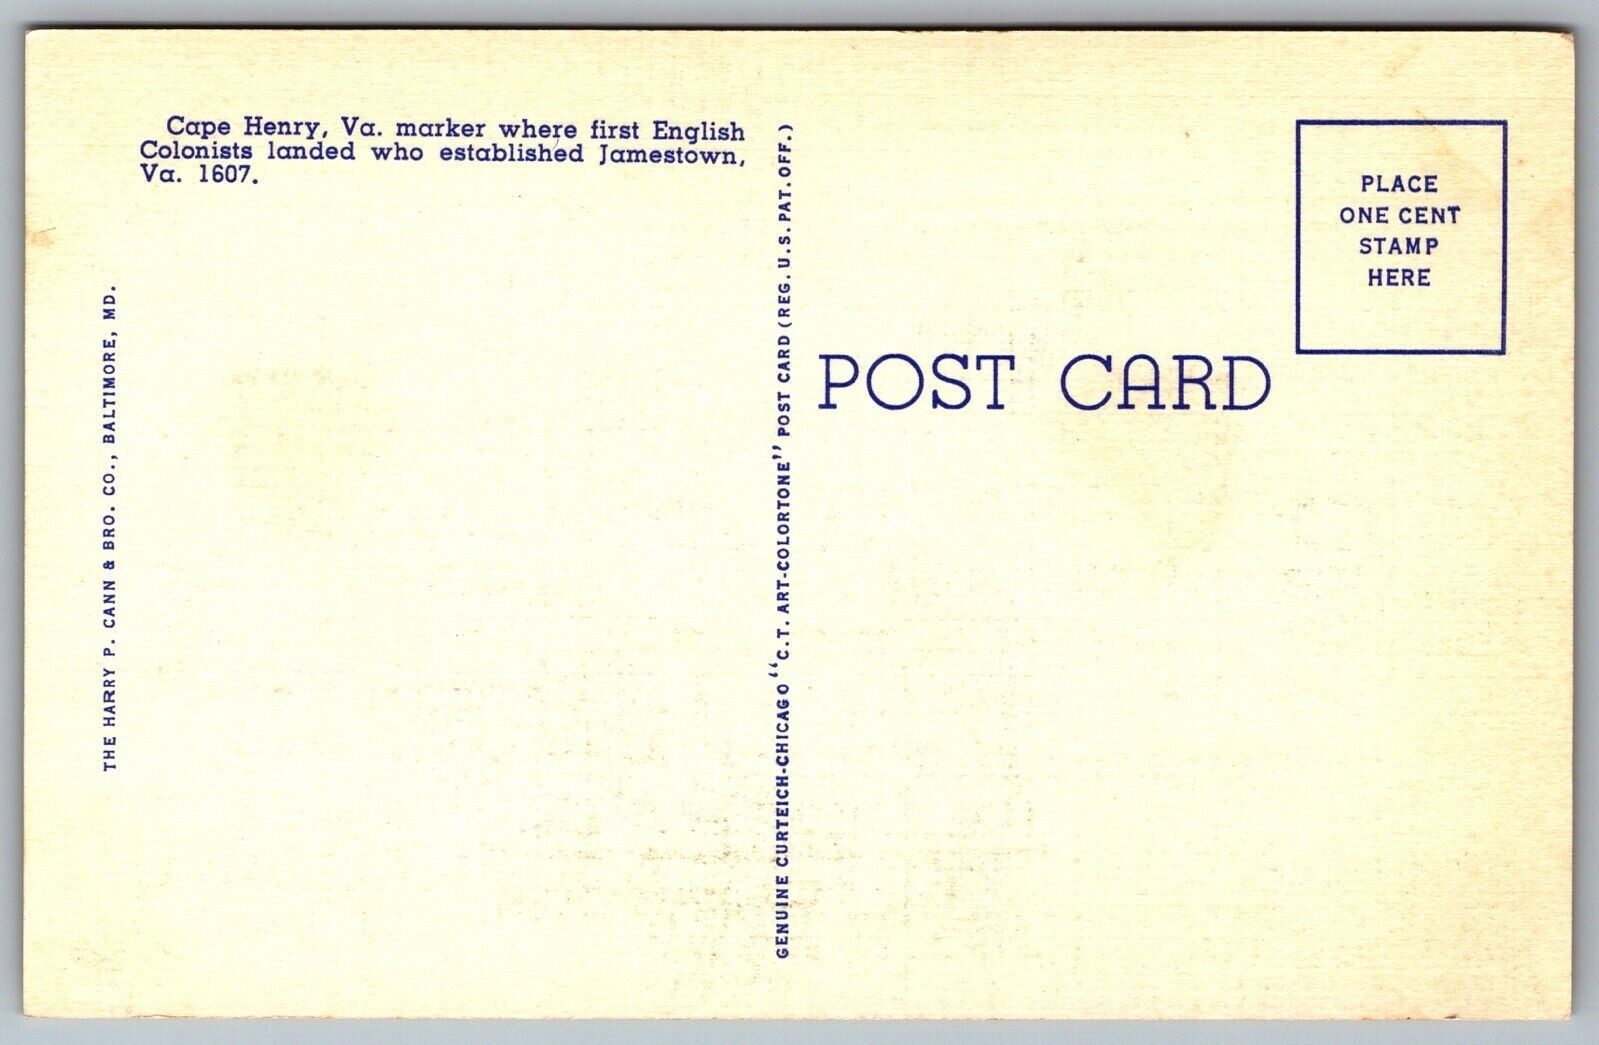 Cape Henry, Va. marker where first English
Colonists landed who established Jamestown,
Va. 1607.
THE HARRY P. CANN & BRO. CO., BALTIMORE, MD.
GENUINE CURTEICH-CHICAGO "C.T. ART-COLORTONE" POST CARD (REG. U.S. PAT. OFF.)
POST CARD
PLACE
ONE CENT
STAMP
HERE